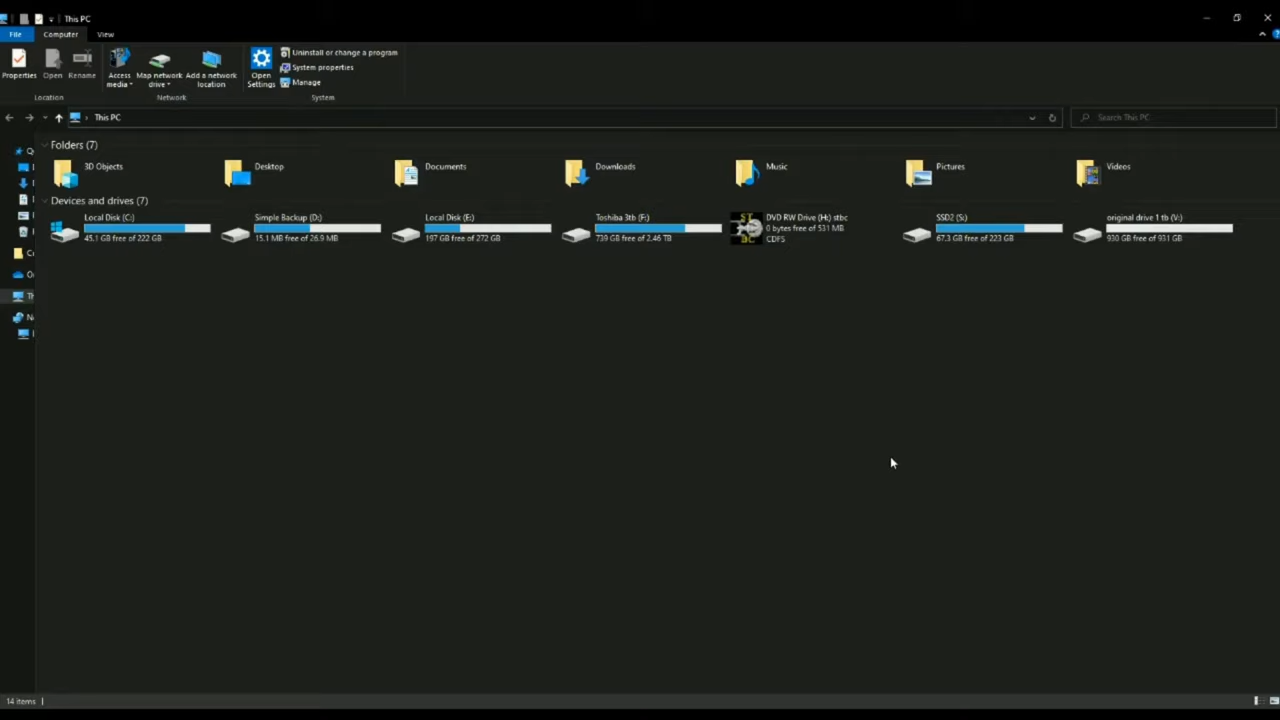 This PC
File Computer View
Properties Open Rename Access media Map network drive Add a network location Open Settings Uninstall or change a program
System properties
Manage
Location Network System
This PC Search This PC
Folders (7)
3D Objects Desktop Documents Downloads Music Pictures Videos
Devices and drives (7)
Local Disk (C:) Simple Backup (D:) Local Disk (E:) Toshiba 3tb (F:) DVD RW Drive (H:) stbc SSD2 (S:) original drive 1 tb (V:)
0 bytes free of 531 MB
45.1 GB free of 222 GB 15.1 MB free of 26.9 MB 197 GB free of 272 GB 739 GB free of 2.46 TB CDFS 67.3 GB free of 223 GB 930 GB free of 931 GB
14 items